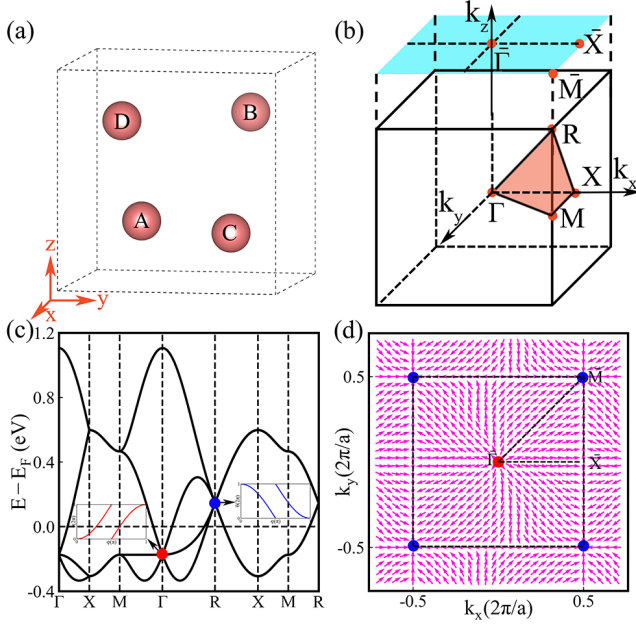 (a)
D
B
A
C
z
y
x
(b)
k_z
X̄
Γ̄
M̄
R
X
k_x
Γ
k_y
M
(c)
1.2
0.8
0.4
0.0
-0.4
E − E_F (eV)
Γ X M Γ R X M R
(d)
0.5
-0.5
M̄
Γ̄
X̄
k_y(2π/a)
-0.5 0.5
k_x(2π/a)